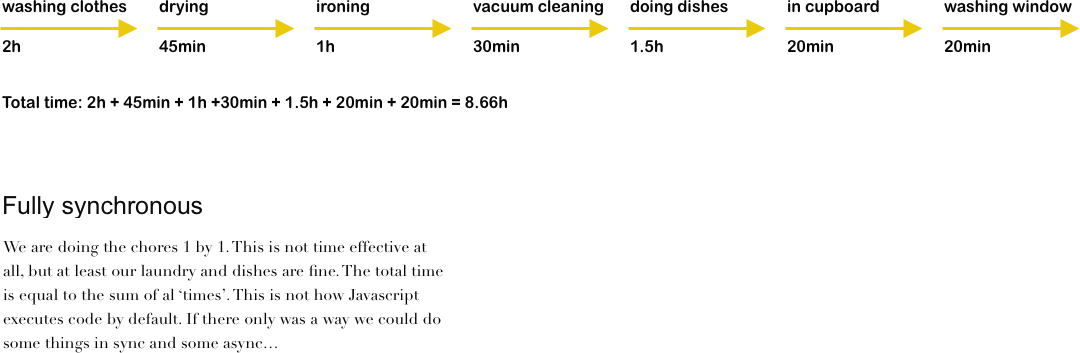 washing clothes drying ironing vacuum cleaning doing dishes in cupboard washing window
2h 45min 1h 30min 1.5h 20min 20min
Total time: 2h + 45min + 1h +30min + 1.5h + 20min + 20min = 8.66h
Fully synchronous
We are doing the chores 1 by 1. This is not time effective at
all, but at least our laundry and dishes are fine. The total time
is equal to the sum of al ‘times’. This is not how Javascript
executes code by default. If there only was a way we could do
some things in sync and some async…